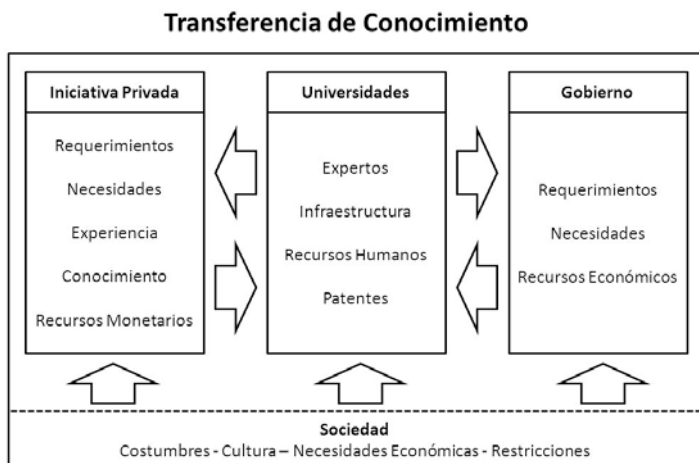 Transferencia de Conocimiento
Iniciativa Privada
Requerimientos
Necesidades
Experiencia
Conocimiento
Recursos Monetarios
Universidades
Expertos
Infraestructura
Recursos Humanos
Patentes
Gobierno
Requerimientos
Necesidades
Recursos Económicos
Sociedad
Costumbres - Cultura – Necesidades Económicas - Restricciones